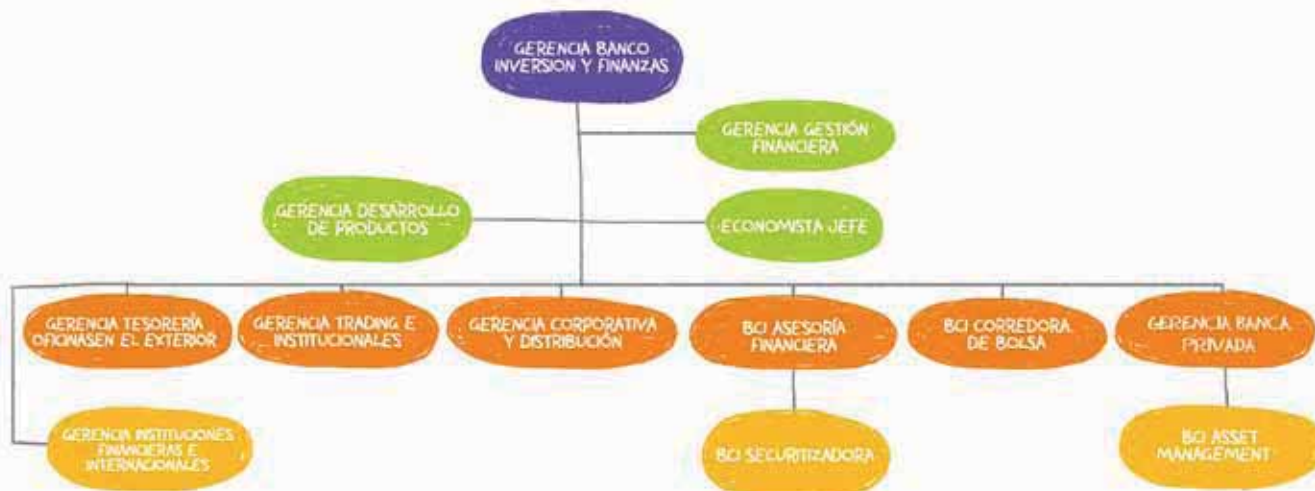 GERENCIA BANCO
INVERSION Y FINANZAS
GERENCIA GESTIÓN
FINANCIERA
GERENCIA DESARROLLO
DE PRODUCTOS
ECONOMISTA JEFE
GERENCIA TESORERÍA
OFICINASEN EL EXTERIOR
GERENCIA TRADING E
INSTITUCIONALES
GERENCIA CORPORATIVA
Y DISTRIBUCIÓN
BCI ASESORÍA
FINANCIERA
BCI CORREDORA
DE BOLSA
GERENCIA BANCA
PRIVADA
GERENCIA INSTITUCIONES
FINANCIERAS E
INTERNACIONALES
BCI SECURITIZADORA
BCI ASSET
MANAGEMENT